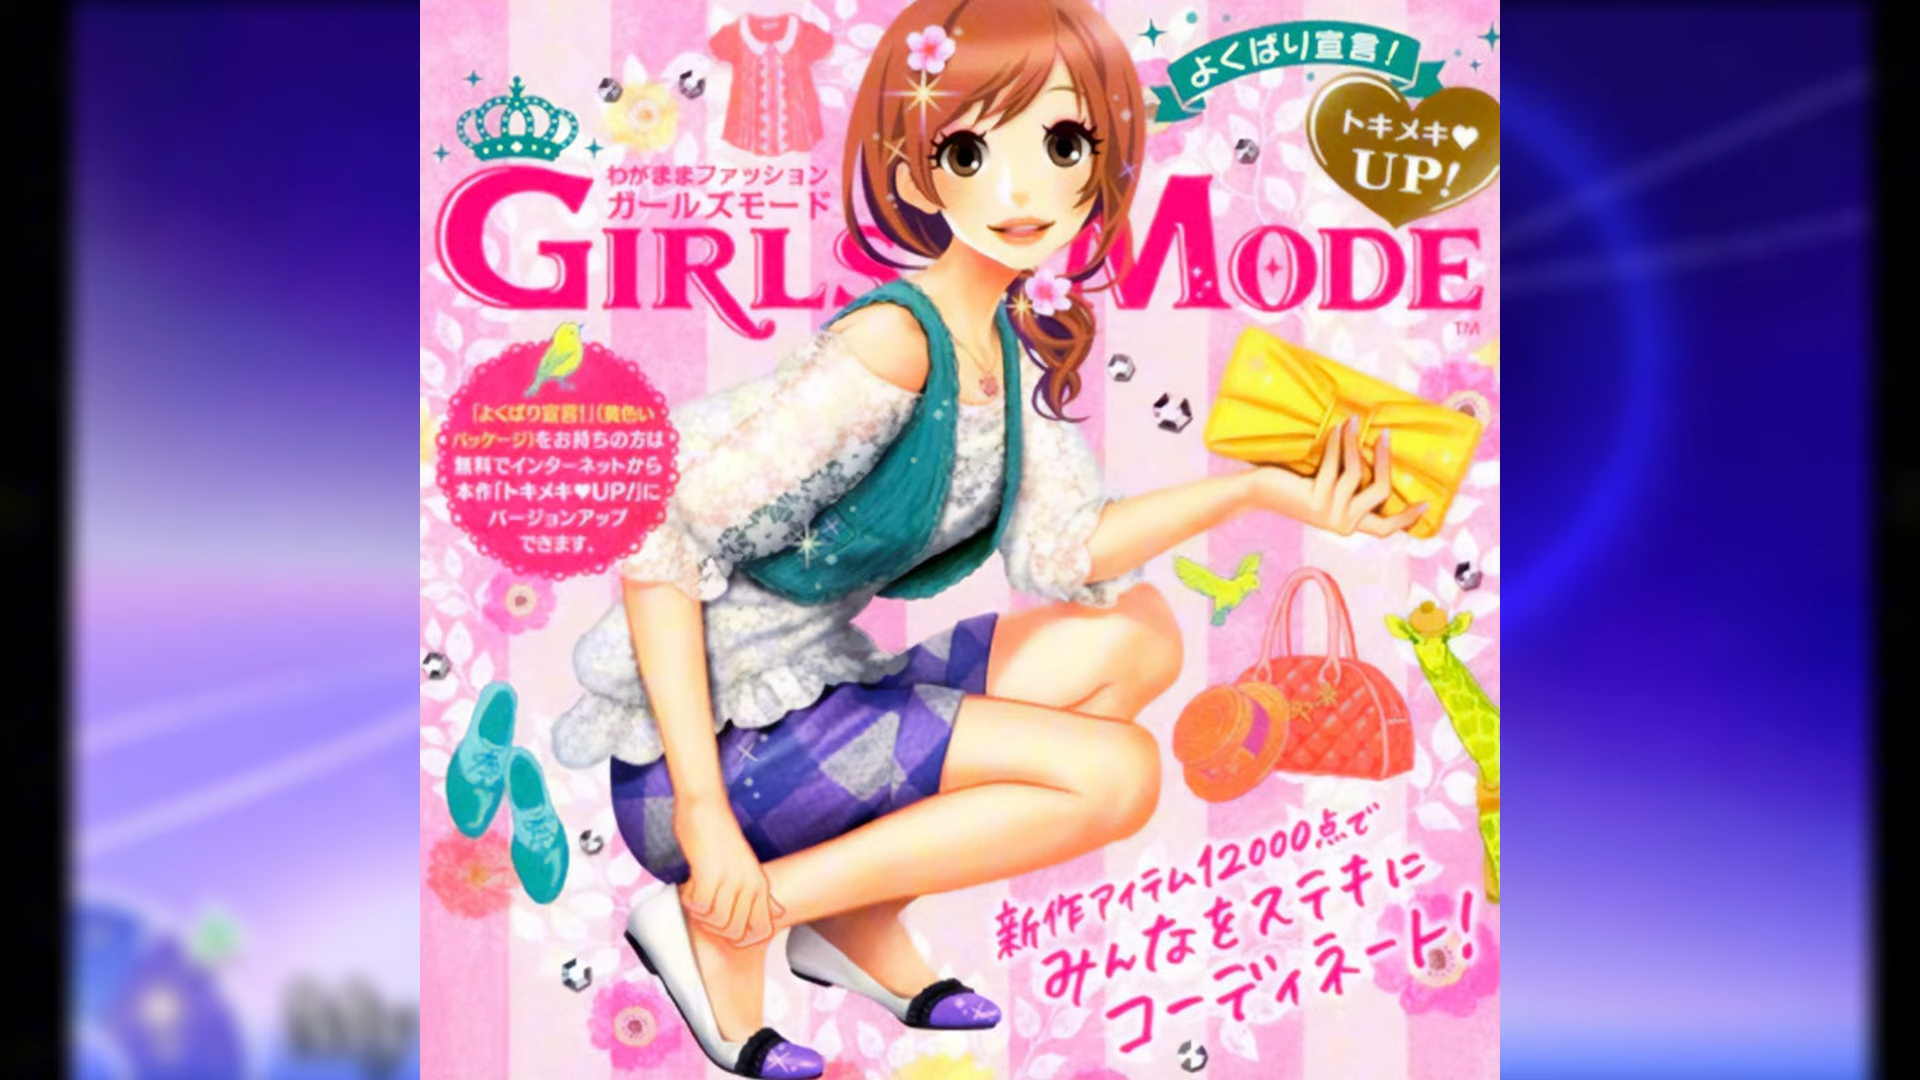 よくばり宣言！
トキメキ♥
UP!
わがままファッション
ガールズモード
GIRLS MODE
TM
「よくばり宣言！」（黄色い
パッケージ）をお持ちの方は
無料でインターネットから
本作「トキメキ♥UP！」に
バージョンアップ
できます。
新作アイテム12000点で
みんなをステキに
コーディネート！